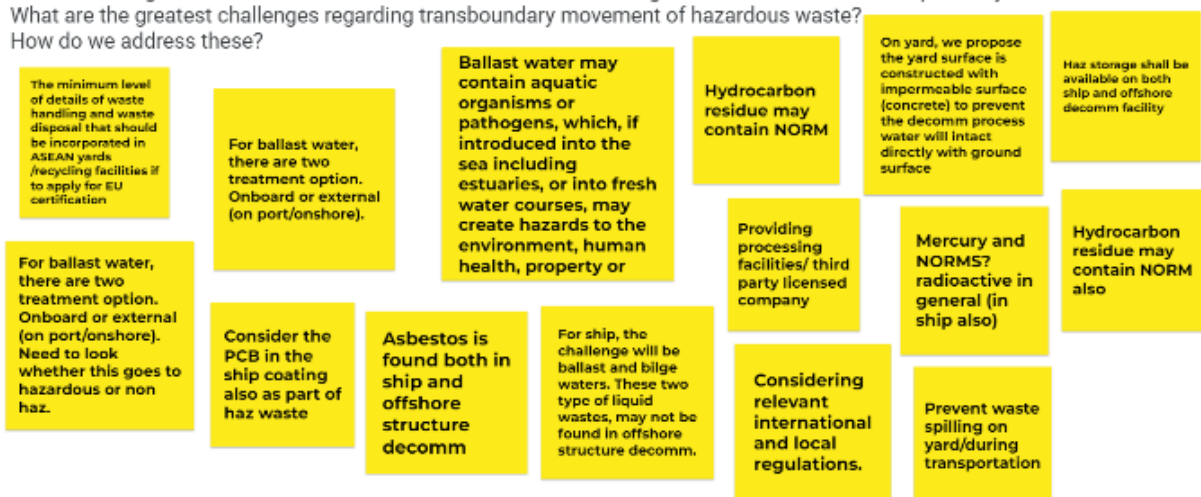 What are the greatest challenges regarding transboundary movement of hazardous waste?
How do we address these?
The minimum level
of details of waste
handling and waste
disposal that should
be incorporated in
ASEAN yards
/recycling facilities if
to apply for EU
certification
For ballast water,
there are two
treatment option.
Onboard or external
(on port/onshore).
Ballast water may
contain aquatic
organisms or
pathogens, which, if
introduced into the
sea including
estuaries, or into fresh
water courses, may
create hazards to the
environment, human
health, property or
Hydrocarbon
residue may
contain NORM
On yard, we propose
the yard surface is
constructed with
impermeable surface
(concrete) to prevent
the decomm process
water will intact
directly with ground
surface
Haz storage shall be
available on both
ship and offshore
decomm facility
For ballast water,
there are two
treatment option.
Onboard or external
(on port/onshore).
Need to look
whether this goes to
hazardous or non
haz.
Consider the
PCB in the
ship coating
also as part of
haz waste
Asbestos is
found both in
ship and
offshore
structure
decomm
For ship, the
challenge will be
ballast and bilge
waters. These two
type of liquid
wastes, may not be
found in offshore
structure decomm.
Providing
processing
facilities/ third
party licensed
company
Mercury and
NORMS?
radioactive in
general (in
ship also)
Hydrocarbon
residue may
contain NORM
also
Considering
relevant
international
and local
regulations.
Prevent waste
spilling on
yard/during
transportation